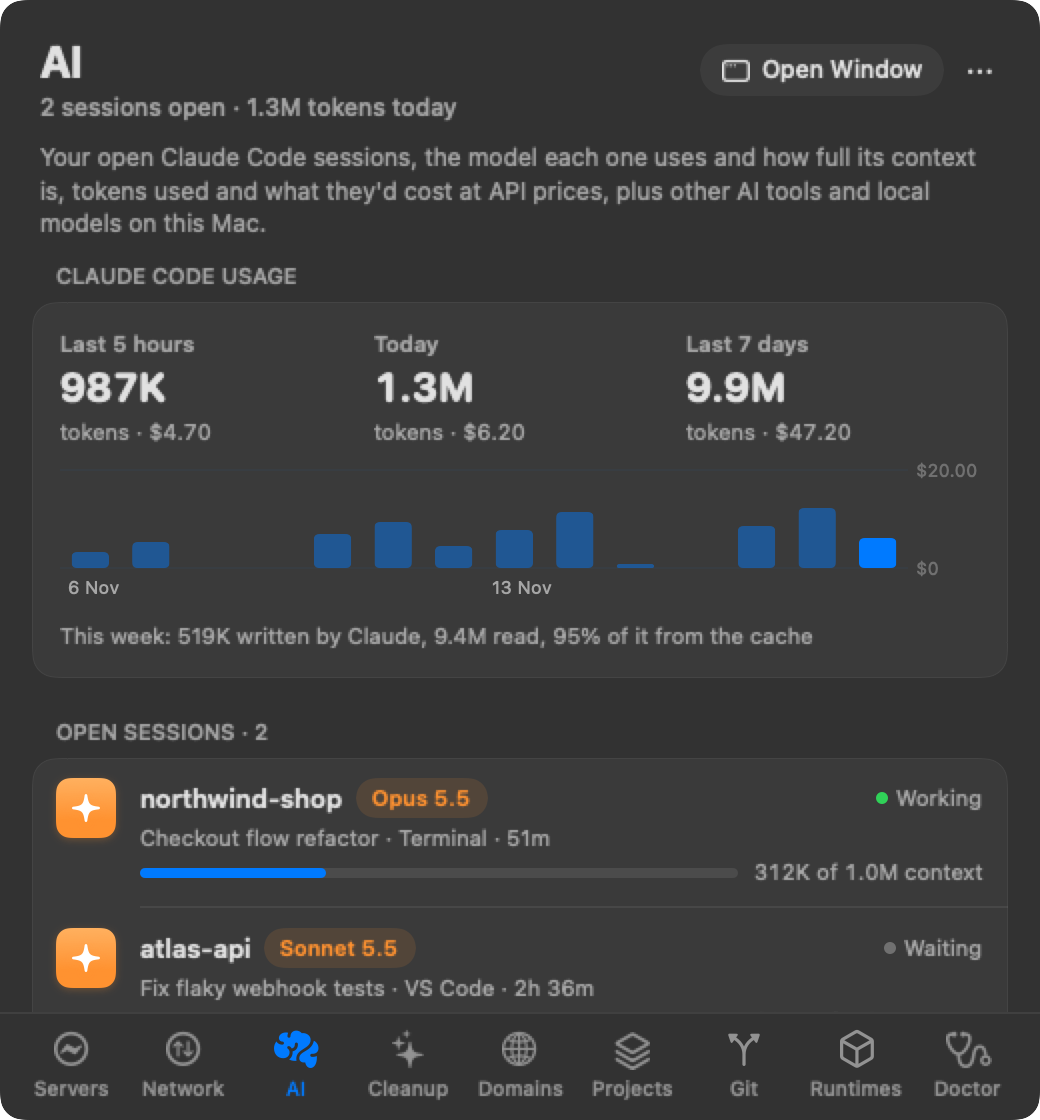 AI
Open Window
2 sessions open · 1.3M tokens today
Your open Claude Code sessions, the model each one uses and how full its context
is, tokens used and what they'd cost at API prices, plus other AI tools and local
models on this Mac.
CLAUDE CODE USAGE
Last 5 hours
987K
tokens · $4.70
Today
1.3M
tokens · $6.20
Last 7 days
9.9M
tokens · $47.20
$20.00
$0
6 Nov
13 Nov
This week: 519K written by Claude, 9.4M read, 95% of it from the cache
OPEN SESSIONS · 2
northwind-shop
Opus 5.5
Working
Checkout flow refactor · Terminal · 51m
312K of 1.0M context
atlas-api
Sonnet 5.5
Waiting
Fix flaky webhook tests · VS Code · 2h 36m
Servers
Network
AI
Cleanup
Domains
Projects
Git
Runtimes
Doctor